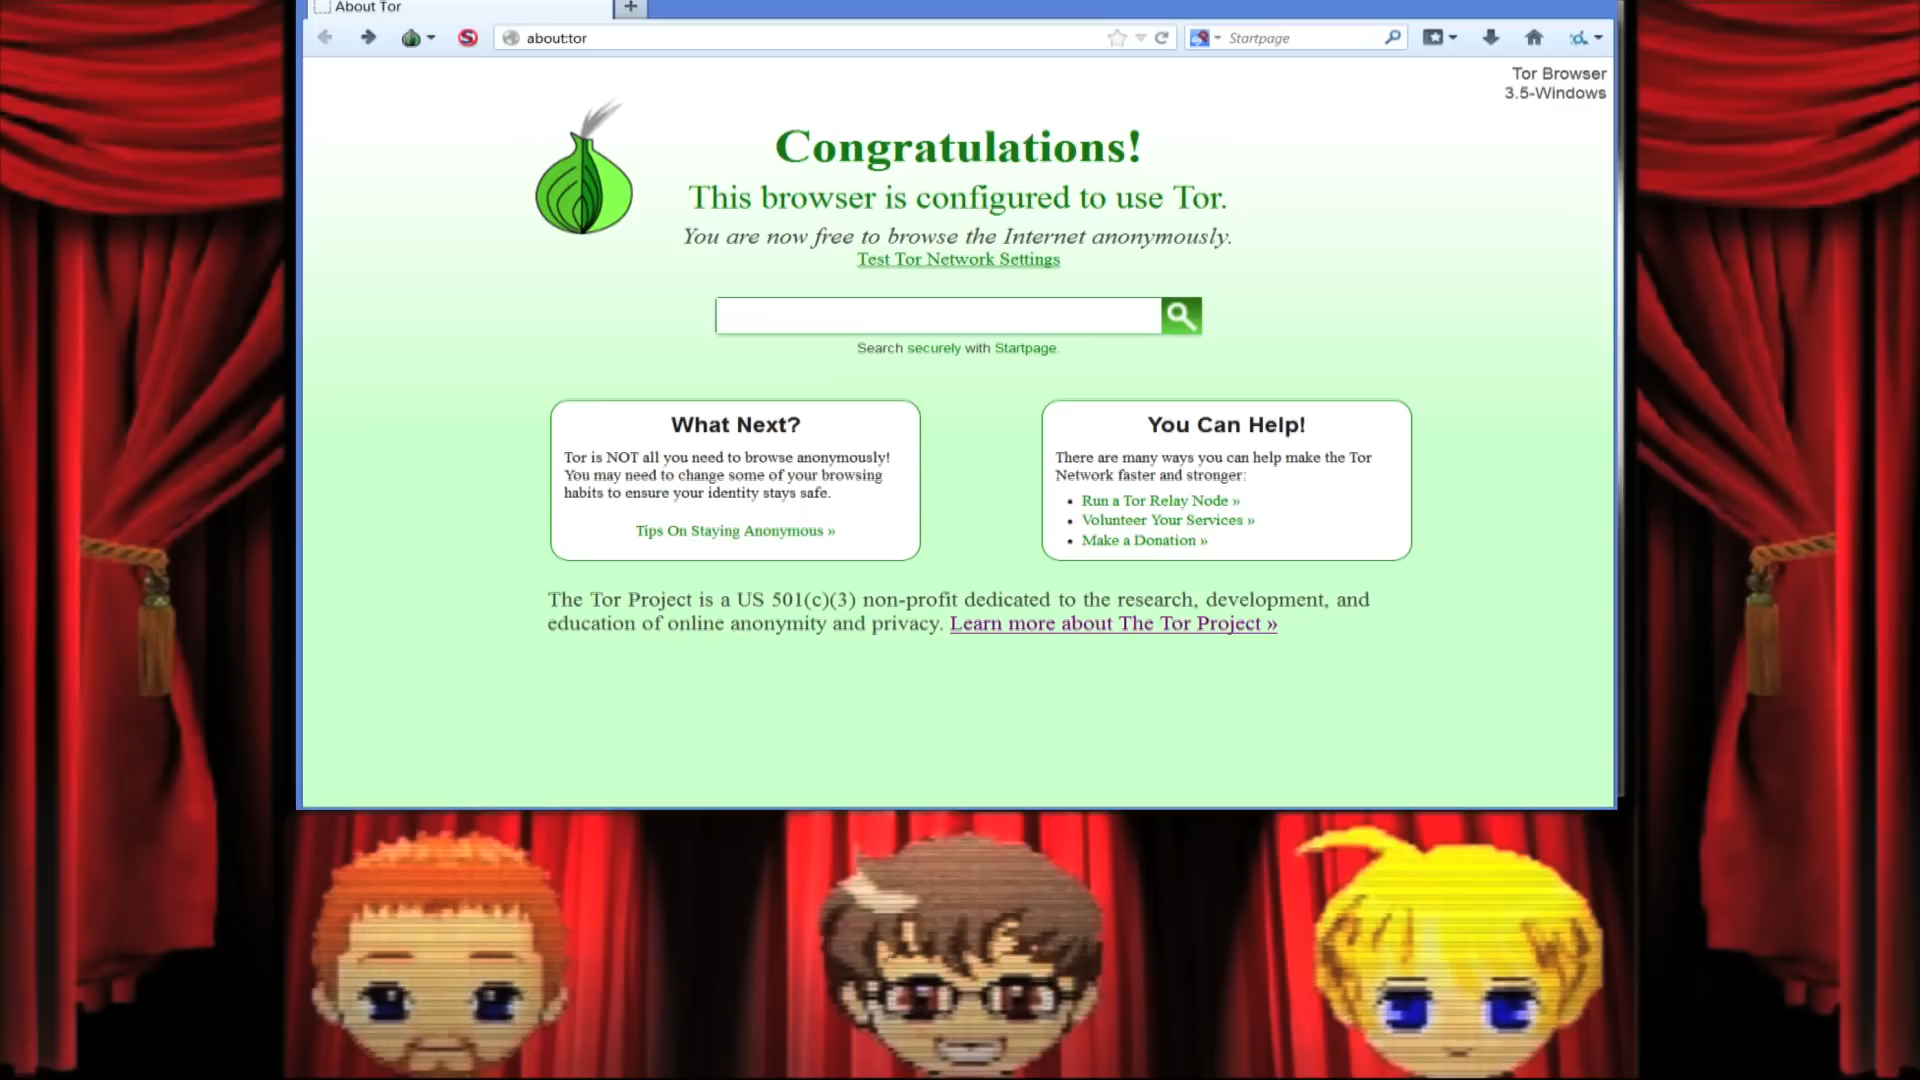 About Tor
about:tor
Startpage
Tor Browser
3.5-Windows
Congratulations!
This browser is configured to use Tor.
You are now free to browse the Internet anonymously.
Test Tor Network Settings
Search securely with Startpage.
What Next?
Tor is NOT all you need to browse anonymously!
You may need to change some of your browsing
habits to ensure your identity stays safe.
Tips On Staying Anonymous »
You Can Help!
There are many ways you can help make the Tor
Network faster and stronger:
• Run a Tor Relay Node »
• Volunteer Your Services »
• Make a Donation »
The Tor Project is a US 501(c)(3) non-profit dedicated to the research, development, and
education of online anonymity and privacy. Learn more about The Tor Project »